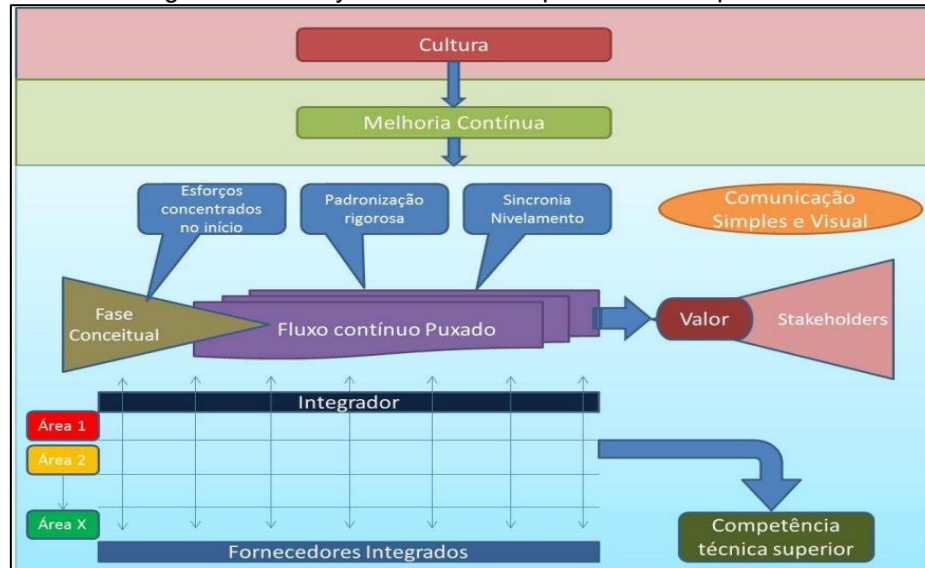 Cultura
Melhoria Contínua
Esforços
concentrados
no início
Padronização
rigorosa
Sincronia
Nivelamento
Comunicação
Simples e Visual
Fase
Conceitual
Fluxo contínuo Puxado
Valor
Stakeholders
Integrador
Área 1
Área 2
Área X
Fornecedores Integrados
Competência
técnica superior